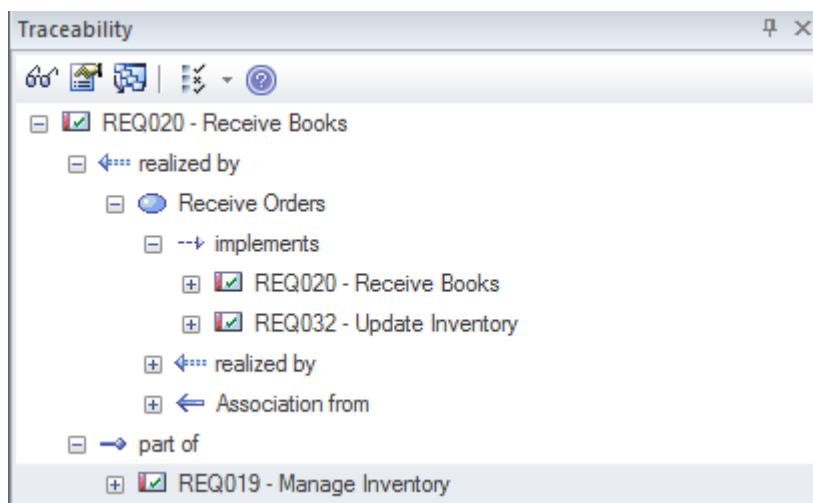 Traceability
REQ020 - Receive Books
realized by
Receive Orders
implements
REQ020 - Receive Books
REQ032 - Update Inventory
realized by
Association from
part of
REQ019 - Manage Inventory